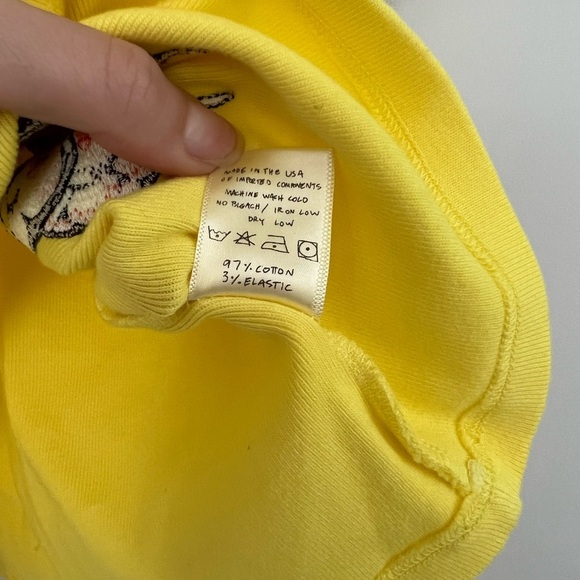 MADE IN THE USA
OF IMPORTED COMPONENTS
MACHINE WASH COLD
NO BLEACH / IRON LOW
DRY LOW
97% COTTON
3% ELASTIC